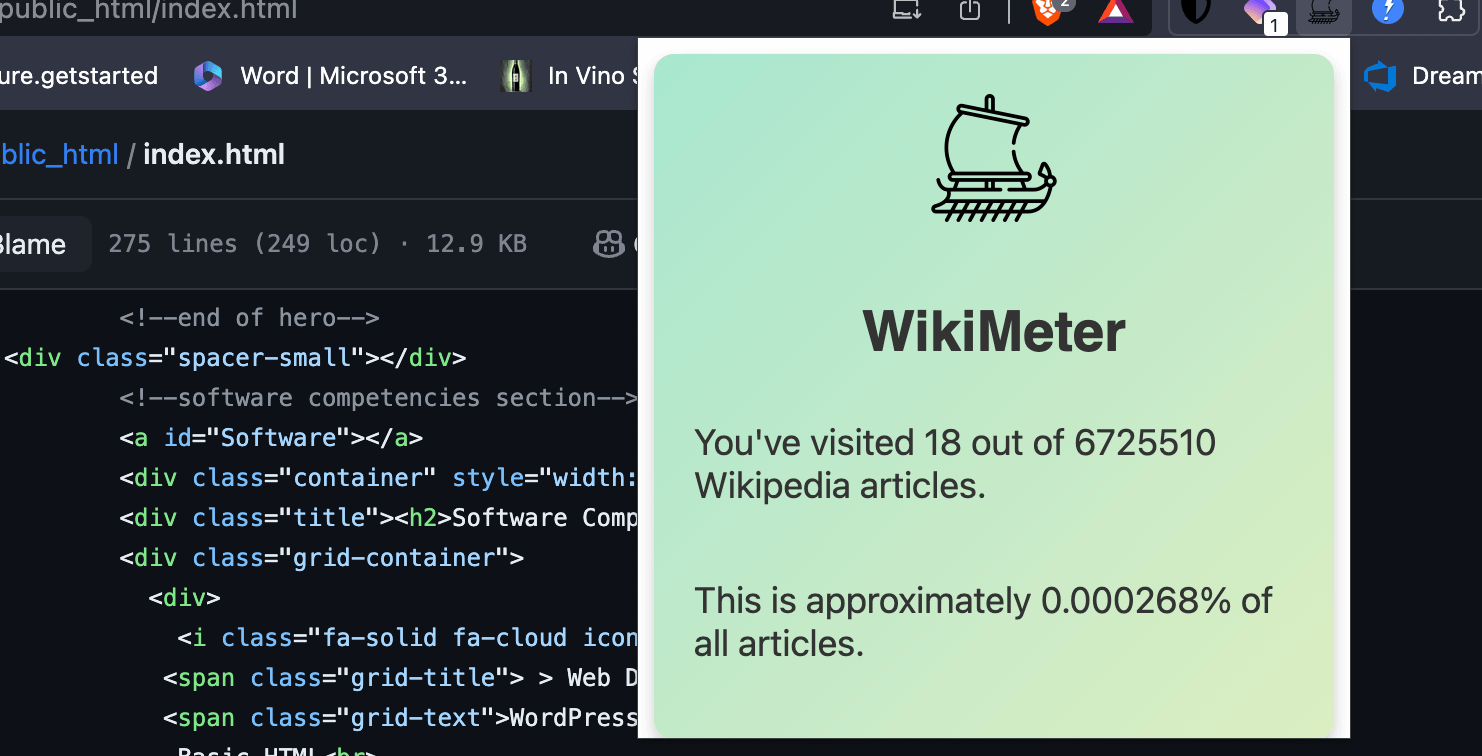 public_html/index.html
2
1
ure.getstarted
Word | Microsoft 3...
In Vino
Dream
blic_html / index.html
Blame
275 lines (249 loc) · 12.9 KB
<!--end of hero-->
<div class="spacer-small"></div>
<!--software competencies section-->
<a id="Software"></a>
<div class="container" style="width:
<div class="title"><h2>Software Comp
<div class="grid-container">
<div>
<i class="fa-solid fa-cloud icon
<span class="grid-title"> > Web D
<span class="grid-text">WordPress
Basic HTML<br>
WikiMeter
You've visited 18 out of 6725510
Wikipedia articles.
This is approximately 0.000268% of
all articles.